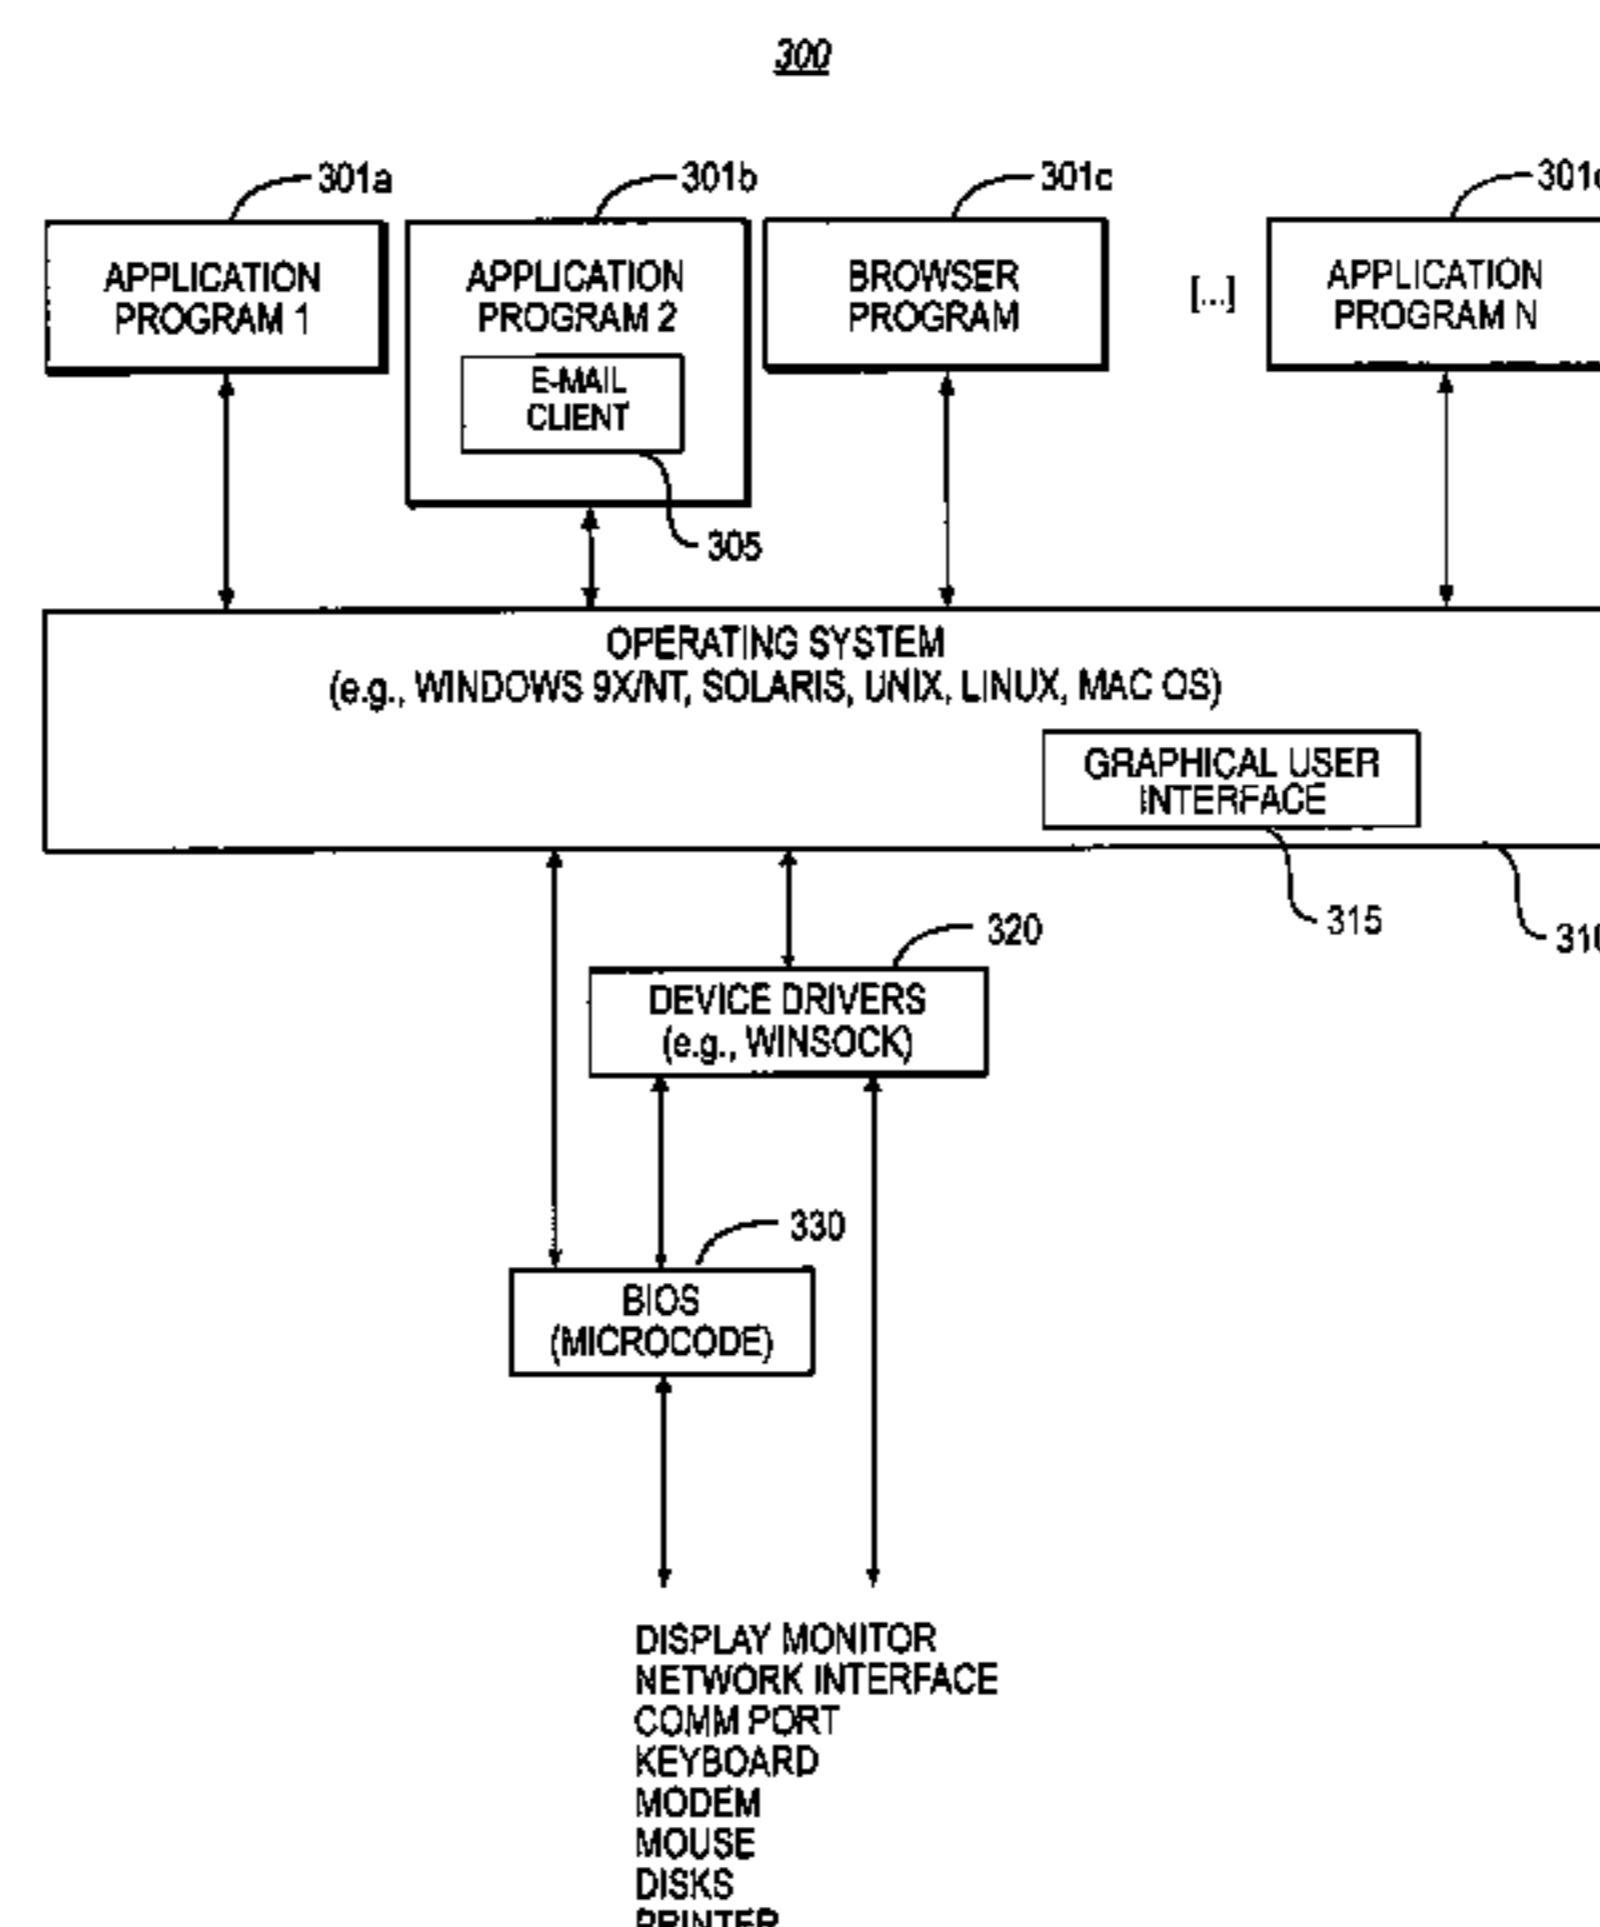 300
301a
301b
301c
APPLICATION
PROGRAM 1
APPLICATION
PROGRAM 2
E-MAIL
CLIENT
BROWSER
PROGRAM
[...]
APPLICATION
PROGRAM N
305
OPERATING SYSTEM
(e.g., WINDOWS 9X/NT, SOLARIS, UNIX, LINUX, MAC OS)
GRAPHICAL USER
INTERFACE
315
320
DEVICE DRIVERS
(e.g., WINSOCK)
330
BIOS
(MICROCODE)
DISPLAY MONITOR
NETWORK INTERFACE
COMM PORT
KEYBOARD
MODEM
MOUSE
DISKS
PRINTER